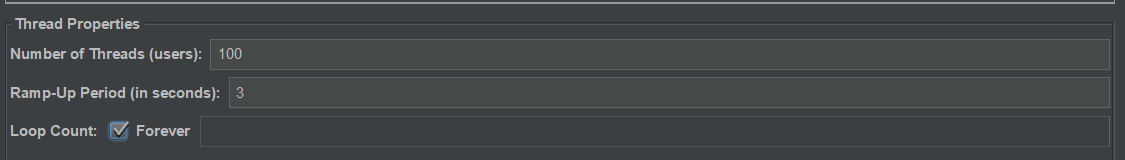 Thread Properties
Number of Threads (users): 100
Ramp-Up Period (in seconds): 3
Loop Count: Forever